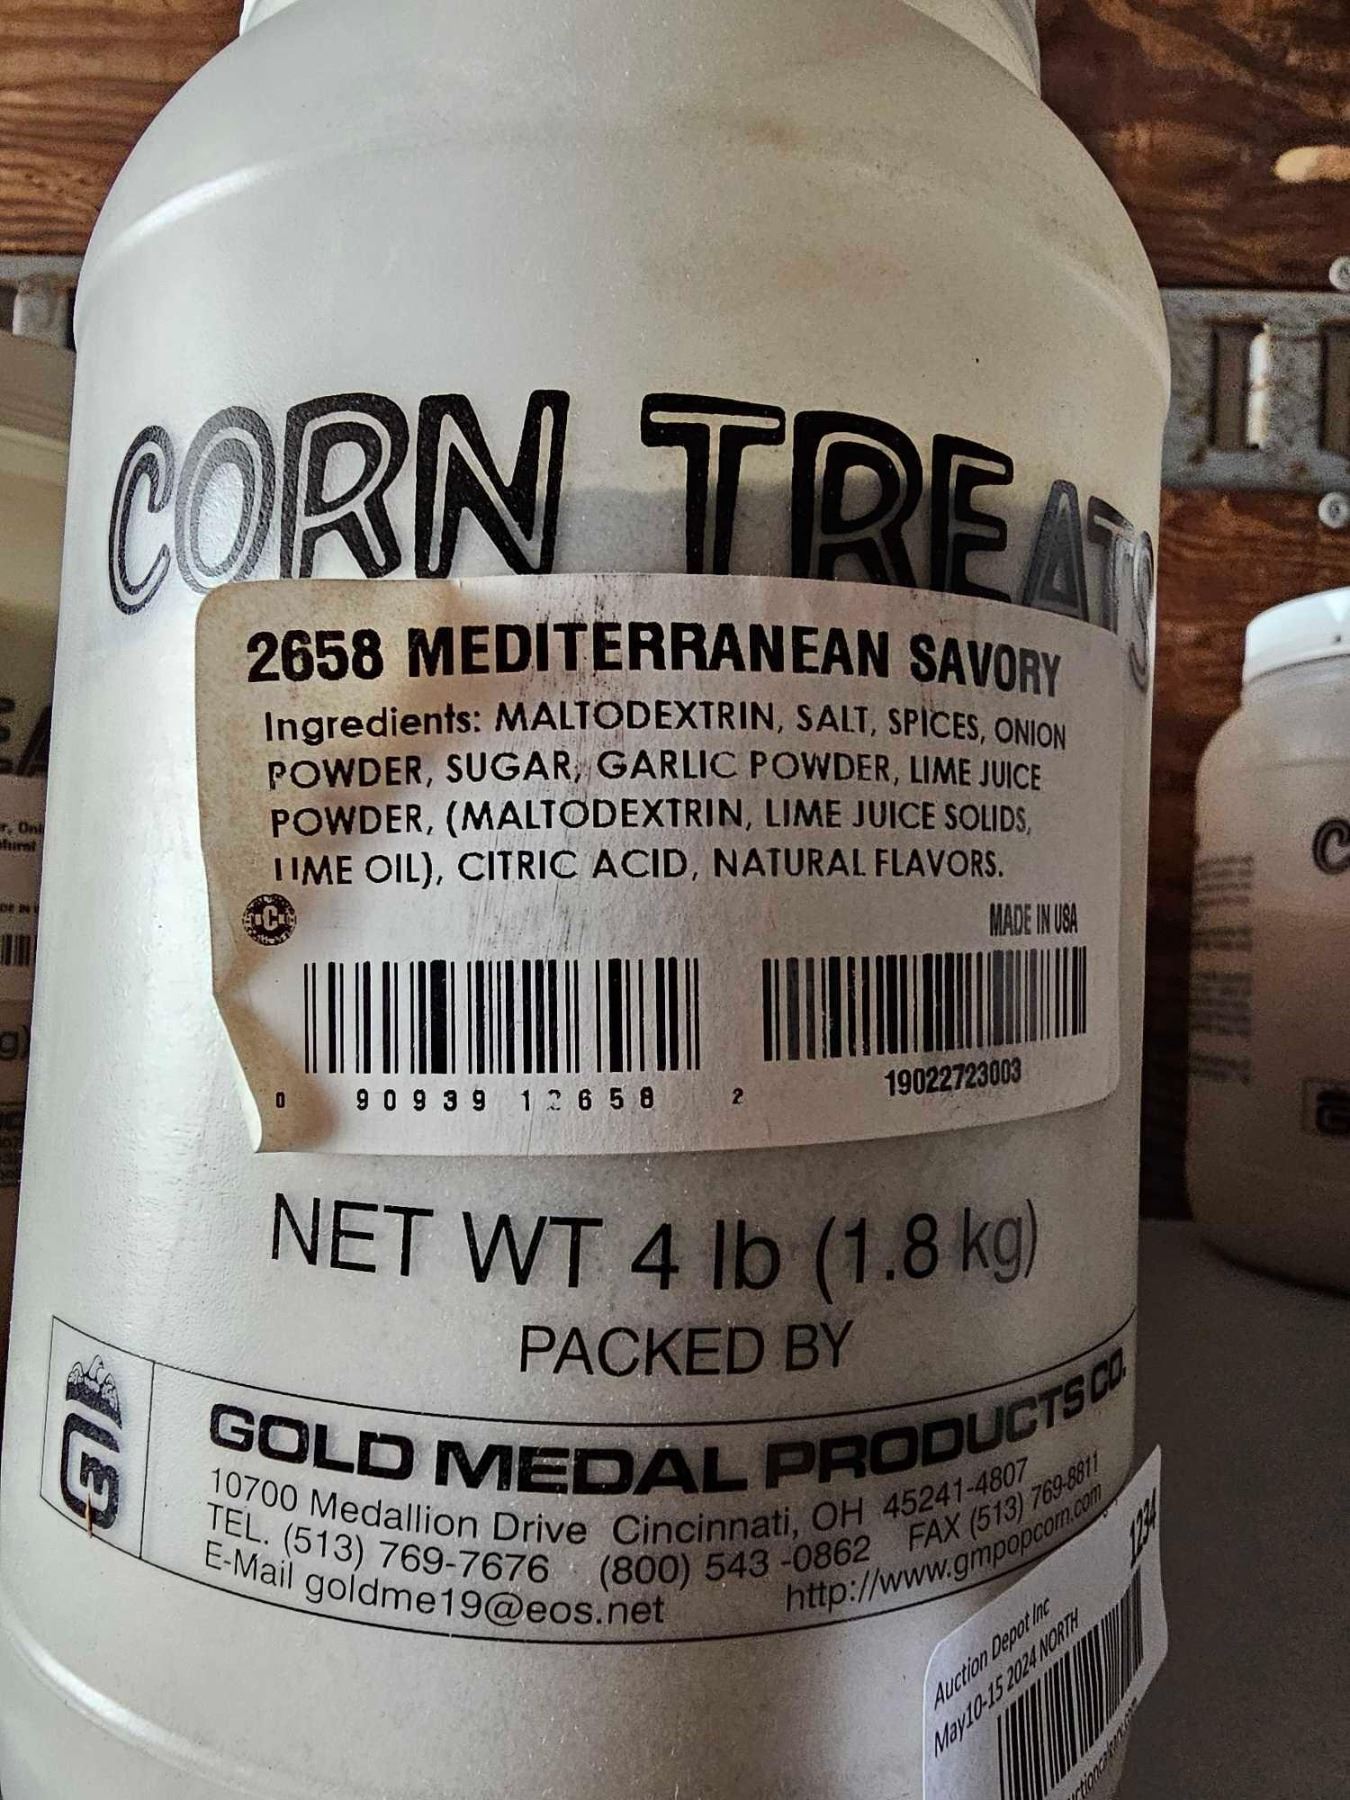 CORN TREATS
2658 MEDITERRANEAN SAVORY
Ingredients: MALTODEXTRIN, SALT, SPICES, ONION
POWDER, SUGAR, GARLIC POWDER, LIME JUICE
POWDER, (MALTODEXTRIN, LIME JUICE SOLIDS,
LIME OIL), CITRIC ACID, NATURAL FLAVORS.
MADE IN USA
0 90939 12658 2
19022723003
NET WT 4 lb (1.8 kg)
PACKED BY
GOLD MEDAL PRODUCTS CO.
10700 Medallion Drive Cincinnati, OH 45241-4807
TEL. (513) 769-7676 (800) 543 -0862 FAX (513) 769-8811
E-Mail goldme19@eos.net http://www.gmpopcorn.com
1234
Auction Depot Inc
May10-15 2024 NORTH